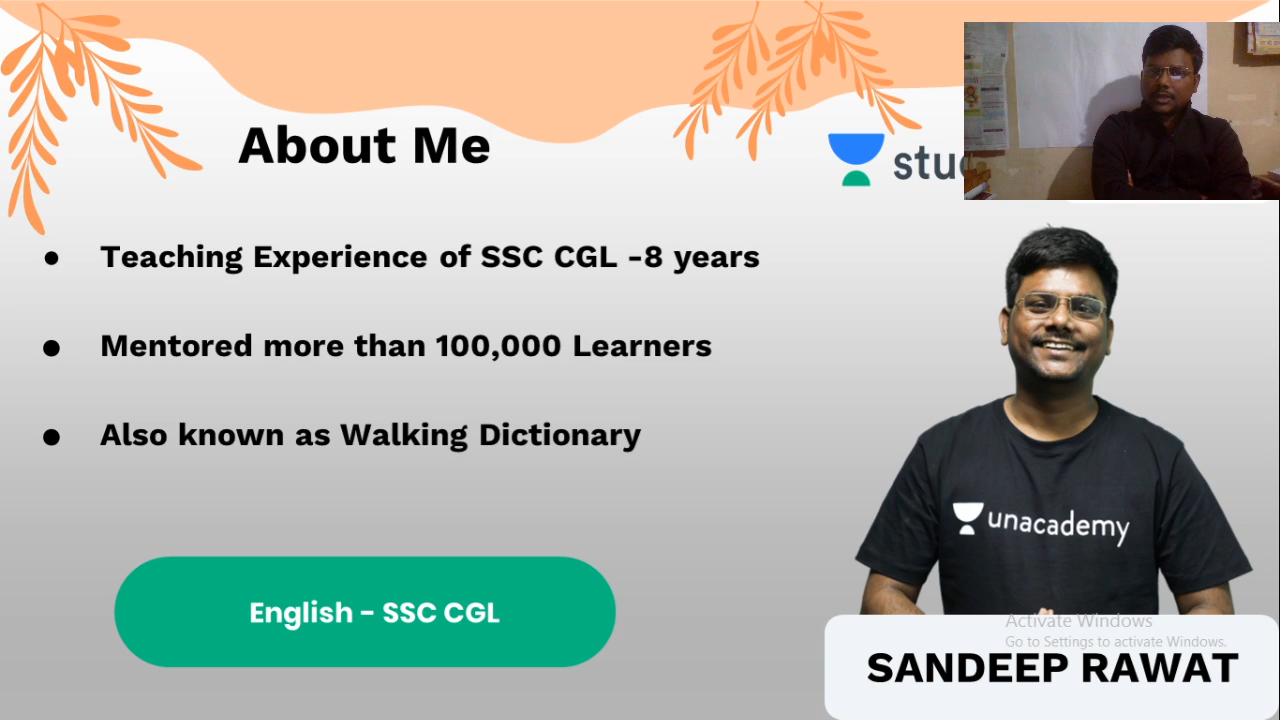 About Me
stu
• Teaching Experience of SSC CGL -8 years
• Mentored more than 100,000 Learners
• Also known as Walking Dictionary
unacademy
English - SSC CGL
Activate Windows
Go to Settings to activate Windows.
SANDEEP RAWAT